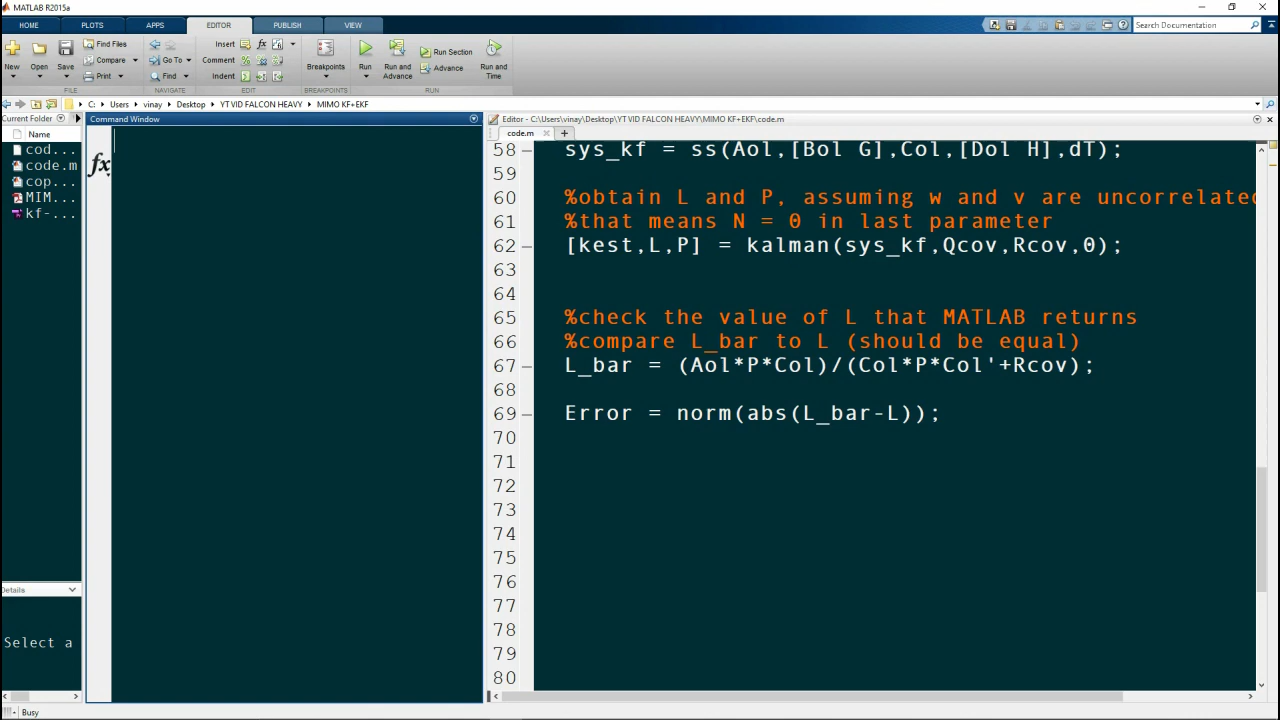 MATLAB R2015a
HOME PLOTS APPS EDITOR PUBLISH VIEW Search Documentation
New Open Save Find Files Compare Print Insert Comment Indent fx Go To Find Breakpoints Run Run and Advance Run Section Advance Run and Time
FILE NAVIGATE EDIT BREAKPOINTS RUN
C: Users vinay Desktop YT VID FALCON HEAVY MIMO KF+EKF
Current Folder
Name
cod...
code.m
cop...
MIM...
kf-...
Details
Select a
Busy
Command Window
fx
Editor - C:\Users\vinay\Desktop\YT VID FALCON HEAVY\MIMO KF+EKF\code.m
code.m
58 sys_kf = ss(Aol,[Bol G],Col,[Dol H],dT);
59
60 %obtain L and P, assuming w and v are uncorrelated
61 %that means N = 0 in last parameter
62 [kest,L,P] = kalman(sys_kf,Qcov,Rcov,0);
63
64
65 %check the value of L that MATLAB returns
66 %compare L_bar to L (should be equal)
67 L_bar = (Aol*P*Col)/(Col*P*Col'+Rcov);
68
69 Error = norm(abs(L_bar-L));
70
71
72
73
74
75
76
77
78
79
80